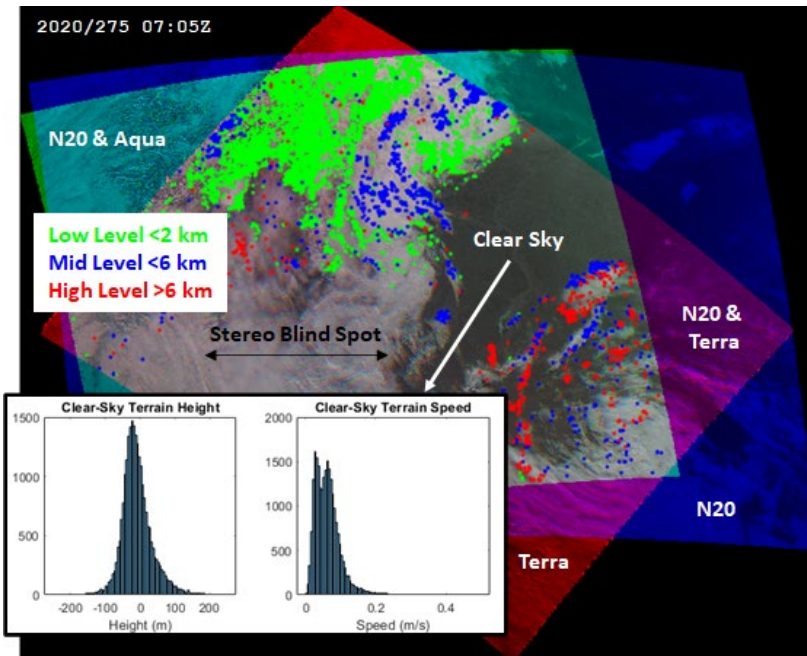 2020/275 07:05Z
N20 & Aqua
Low Level <2 km
Mid Level <6 km
High Level >6 km
Clear Sky
Stereo Blind Spot
N20 &
Terra
N20
Terra
Clear-Sky Terrain Height
1500
1000
500
0
-200 -100 0 100 200
Height (m)
Clear-Sky Terrain Speed
2000
1500
1000
500
0
0 0.2 0.4
Speed (m/s)